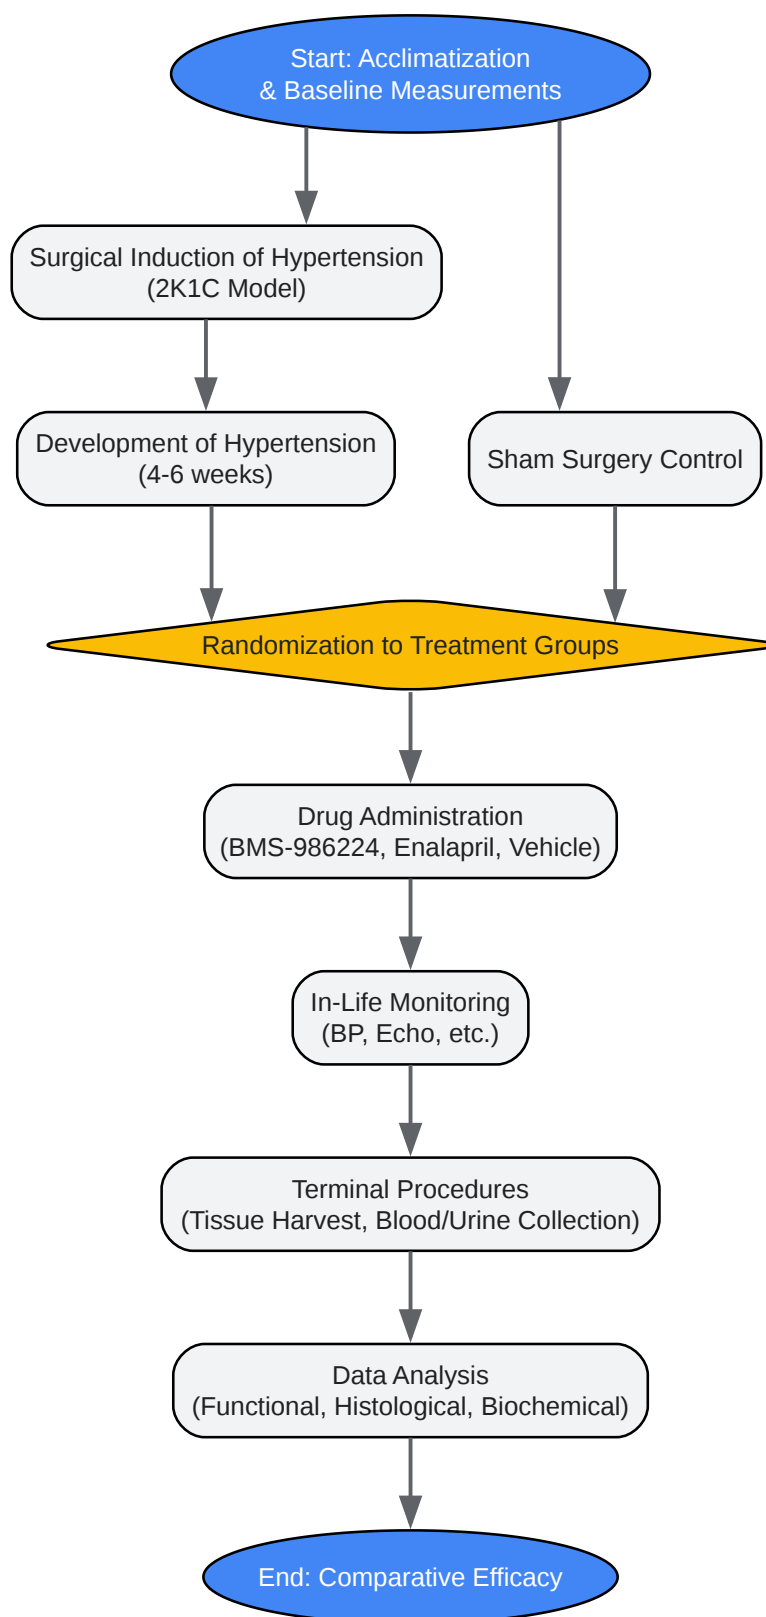 Start: Acclimatization
& Baseline Measurements
Surgical Induction of Hypertension
(2K1C Model)
Development of Hypertension
(4-6 weeks)
Sham Surgery Control
Randomization to Treatment Groups
Drug Administration
(BMS-986224, Enalapril, Vehicle)
In-Life Monitoring
(BP, Echo, etc.)
Terminal Procedures
(Tissue Harvest, Blood/Urine Collection)
Data Analysis
(Functional, Histological, Biochemical)
End: Comparative Efficacy